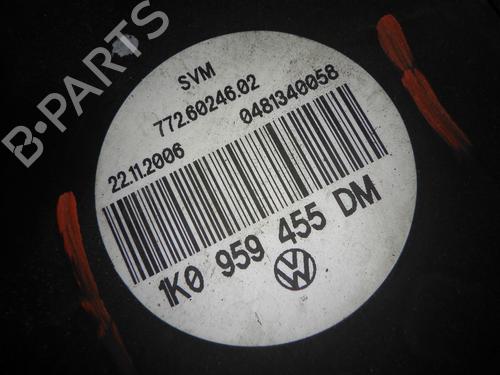 B-PARTS
SVM
772.60246.02
22.11.2006 0481340058
1K0 959 455 DM
VW